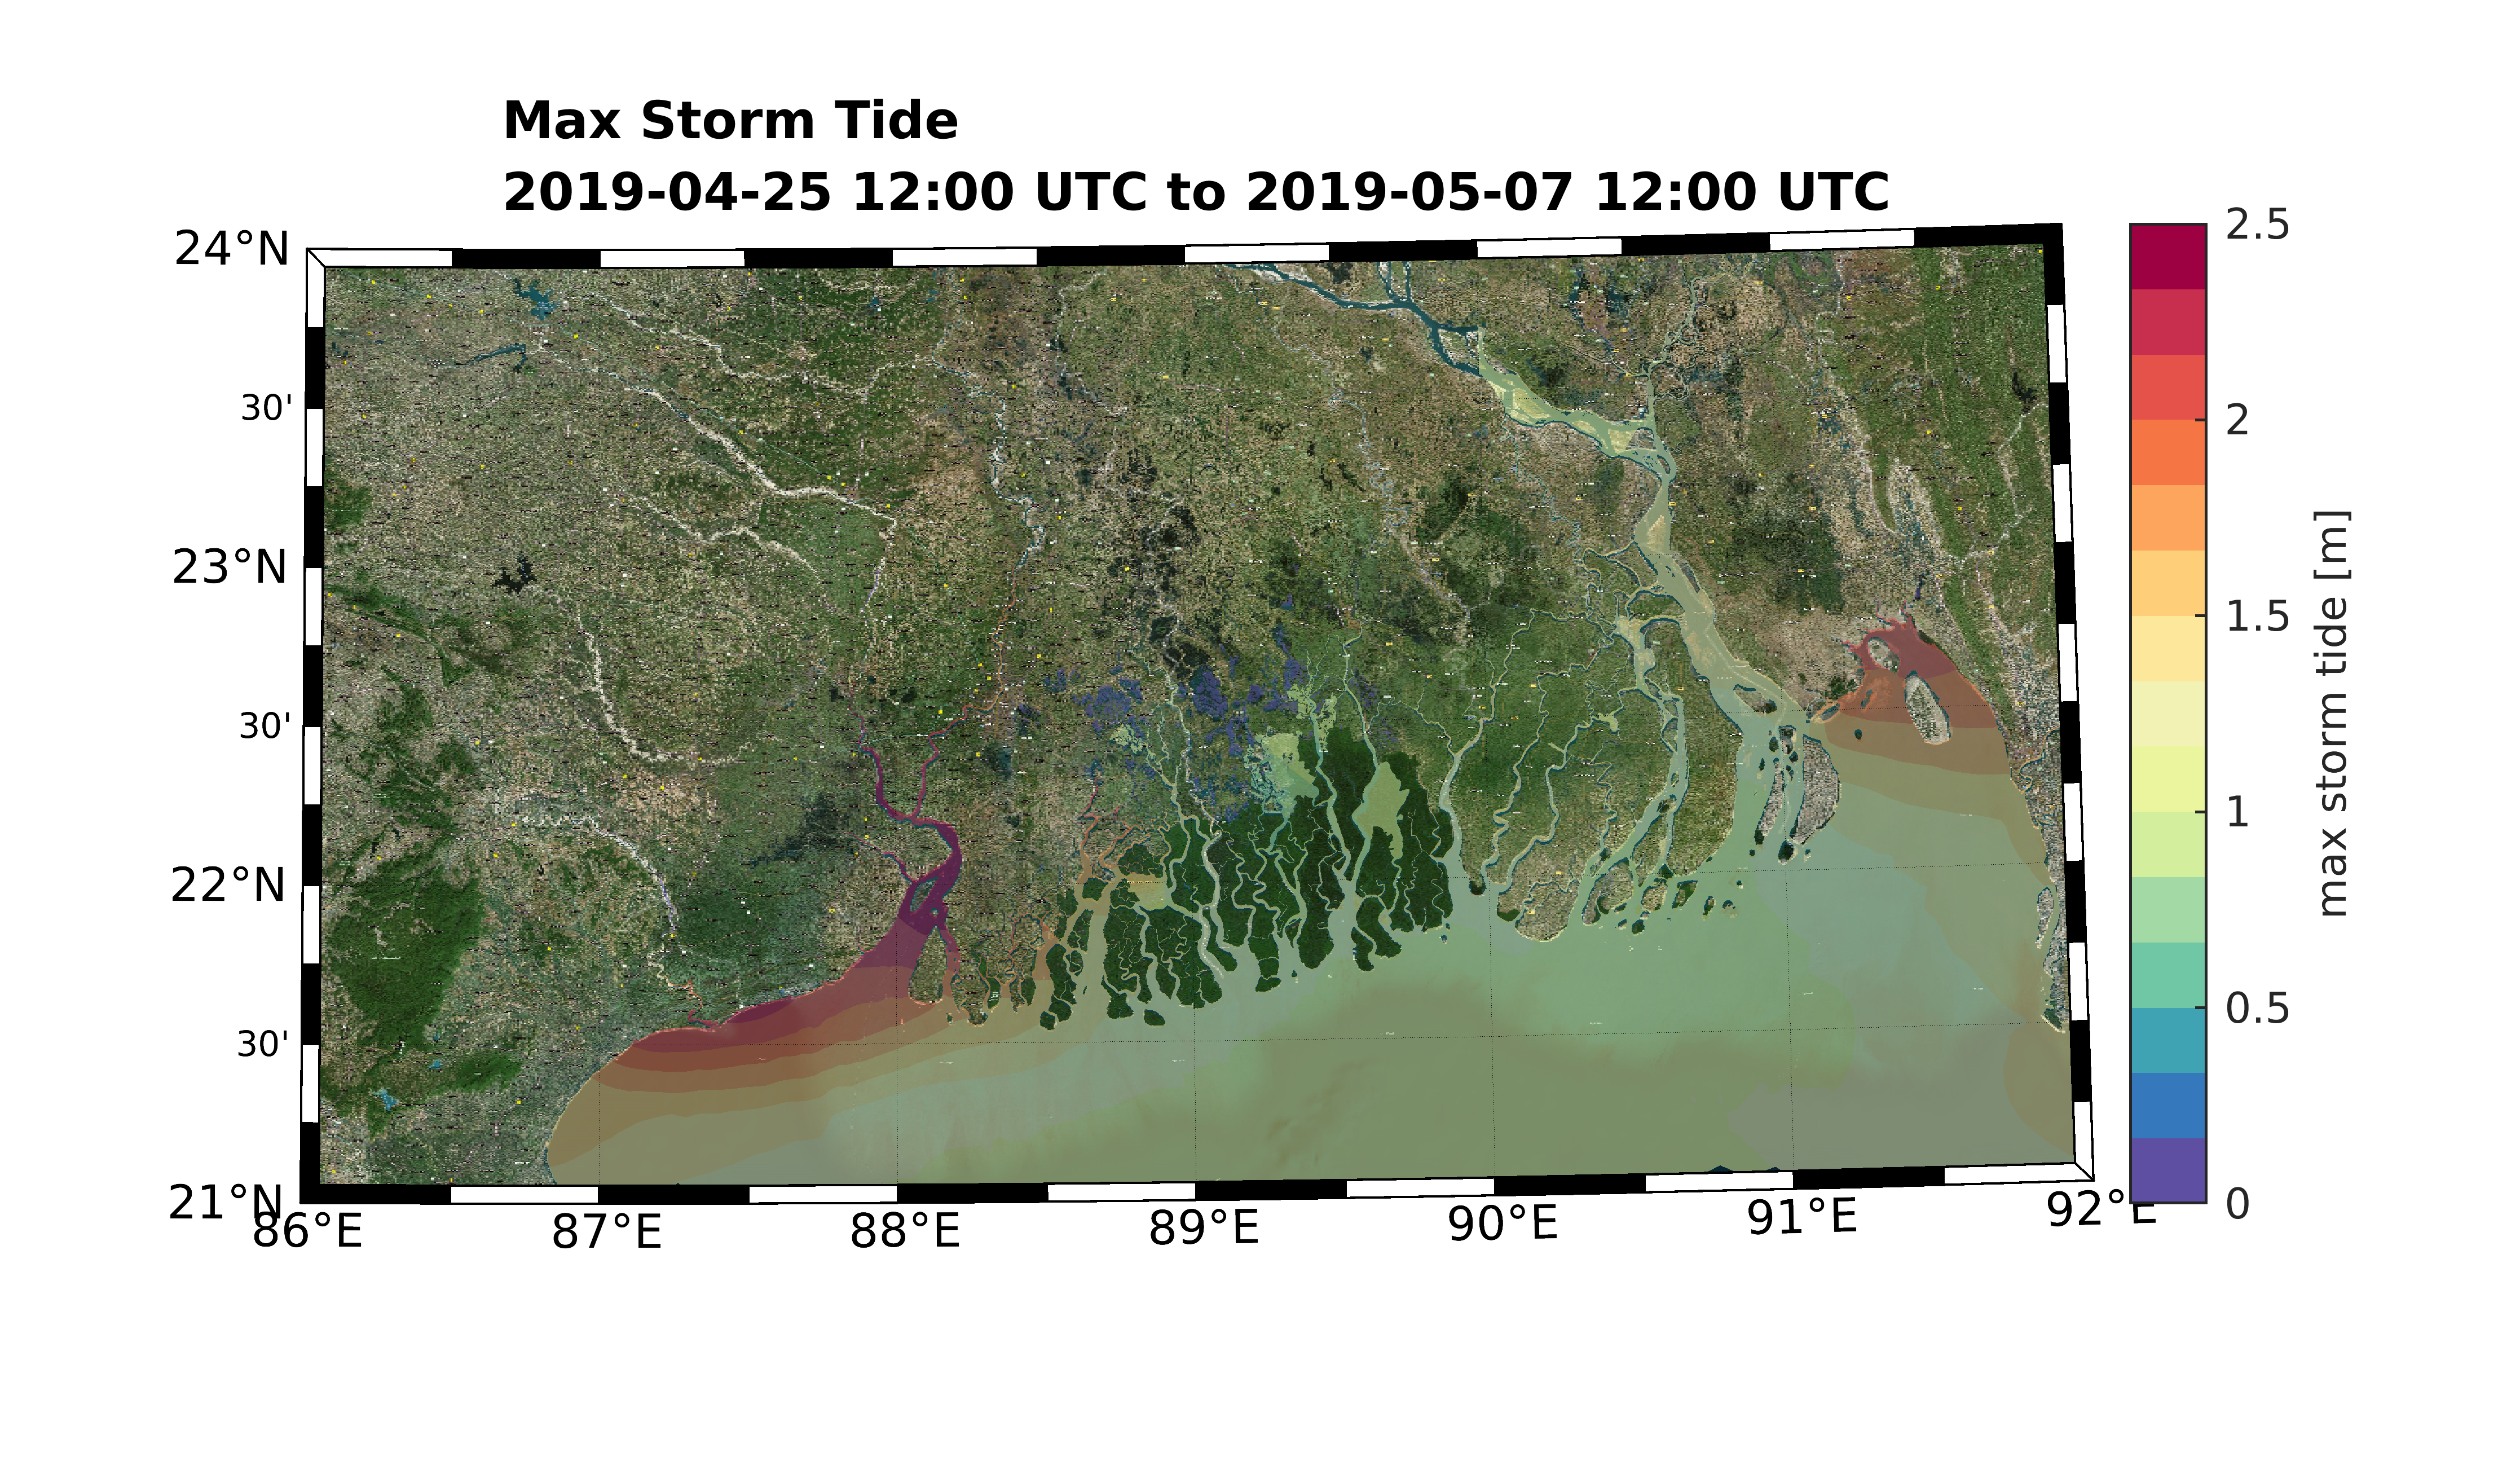 Max Storm Tide
2019-04-25 12:00 UTC to 2019-05-07 12:00 UTC
24°N
30'
23°N
30'
22°N
30'
21°N
86°E
87°E
88°E
89°E
90°E
91°E
92°E
2.5
2
1.5
1
0.5
0
max storm tide [m]